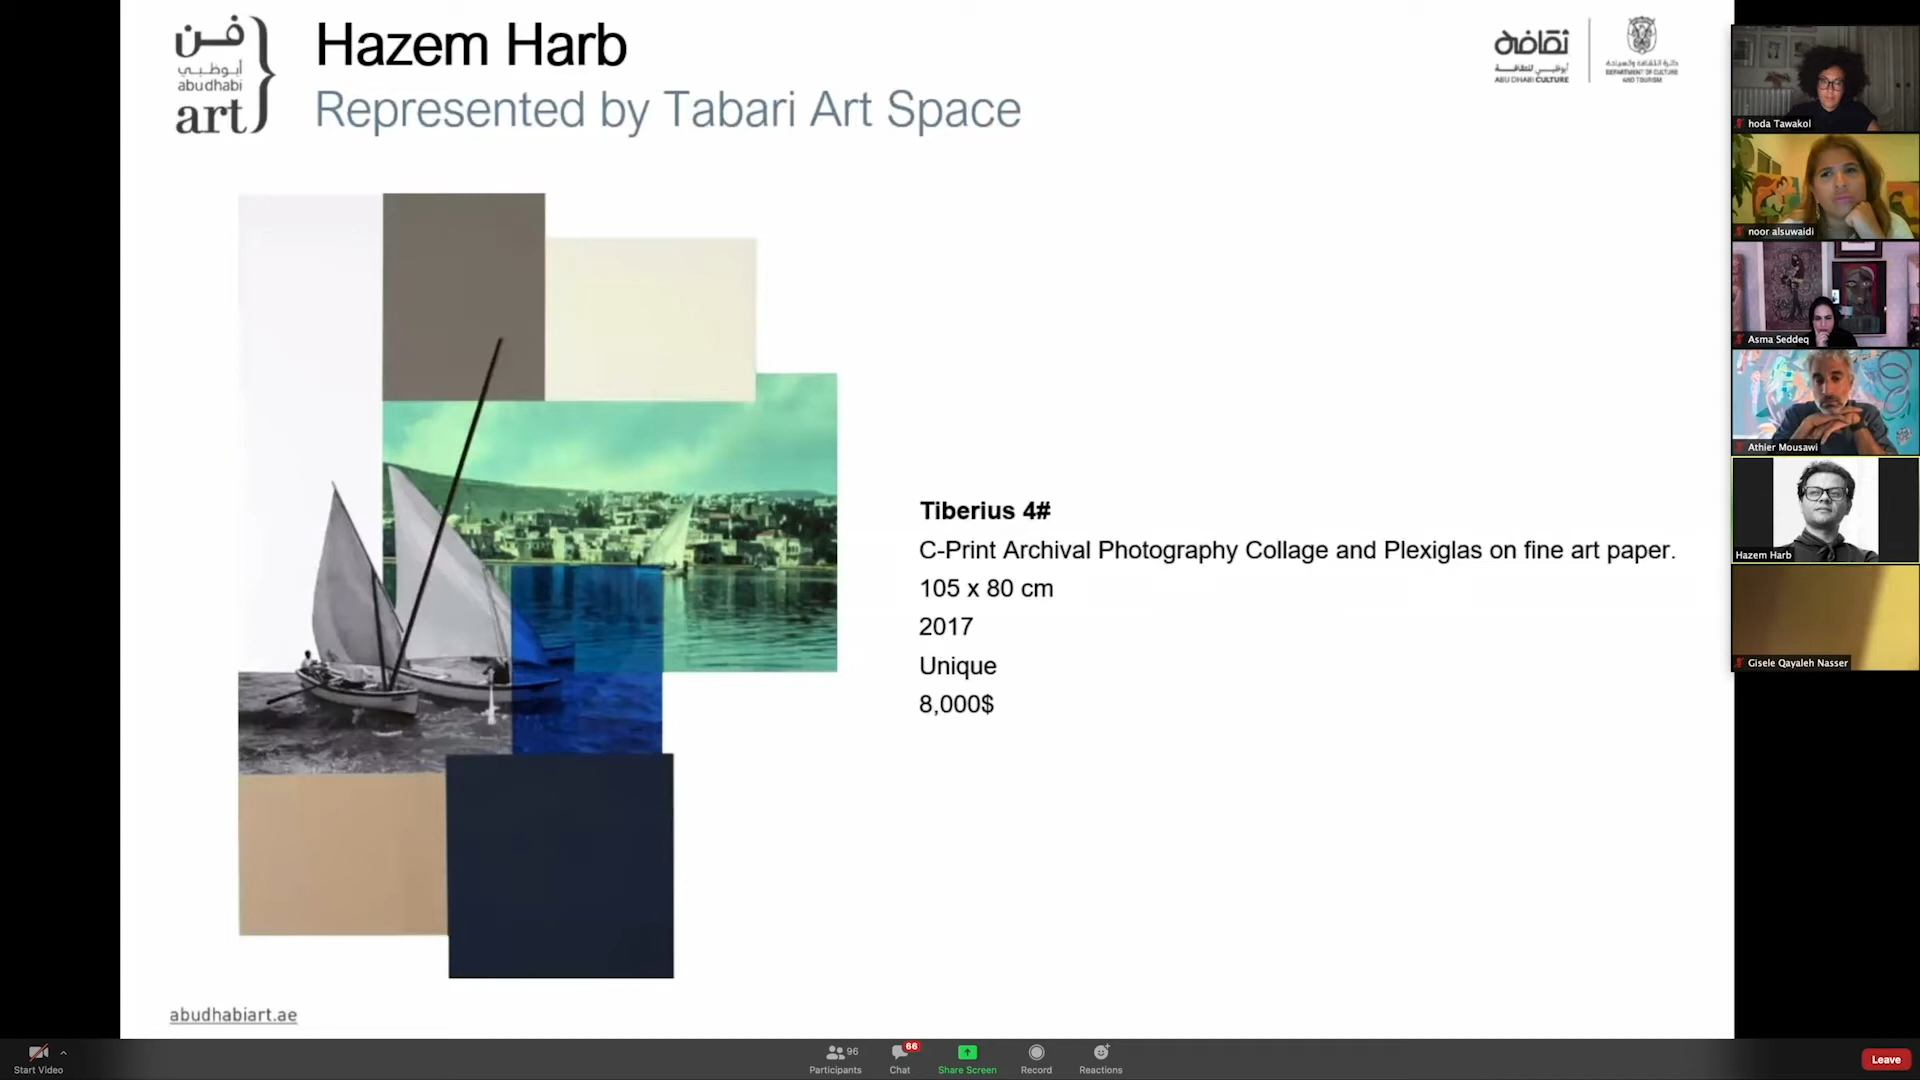 فن
أبوظبي
abu dhabi
art
Hazem Harb
Represented by Tabari Art Space
ثقافة
أبوظبي للثقافة
ABU DHABI CULTURE
دائرة الثقافة والسياحة
DEPARTMENT OF CULTURE
AND TOURISM
Tiberius 4#
C-Print Archival Photography Collage and Plexiglas on fine art paper.
105 x 80 cm
2017
Unique
8,000$
abudhabiart.ae
hoda Tawakol
noor alsuwaidi
Asma Seddeq
Athier Mousawi
Hazem Harb
Gisele Qayaleh Nasser
Start Video
96
Participants
66
Chat
Share Screen
Record
Reactions
Leave